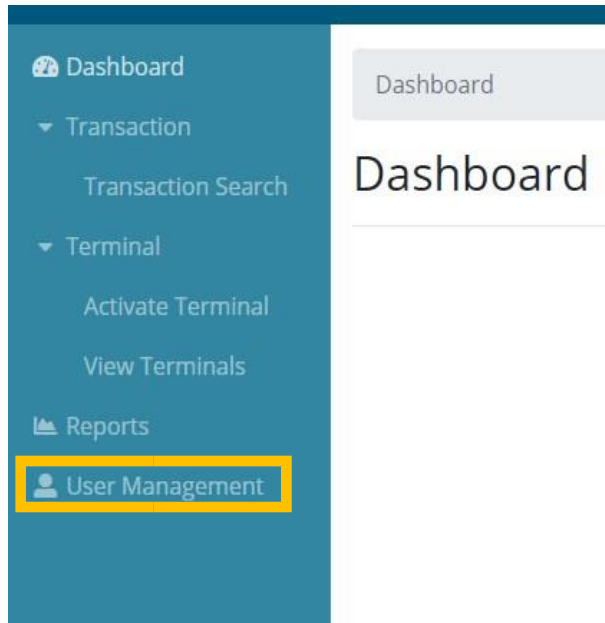 Dashboard
Transaction
Transaction Search
Terminal
Activate Terminal
View Terminals
Reports
User Management
Dashboard
Dashboard